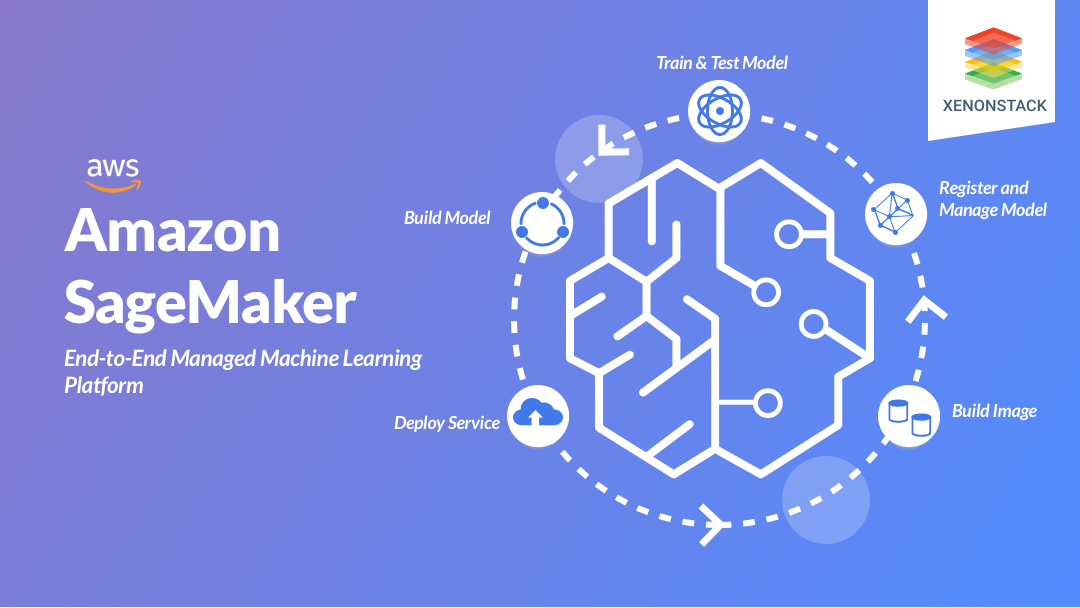 Train & Test Model
XENONSTACK
aws
Amazon
SageMaker
End-to-End Managed Machine Learning
Platform
Build Model
Register and
Manage Model
Deploy Service
Build Image